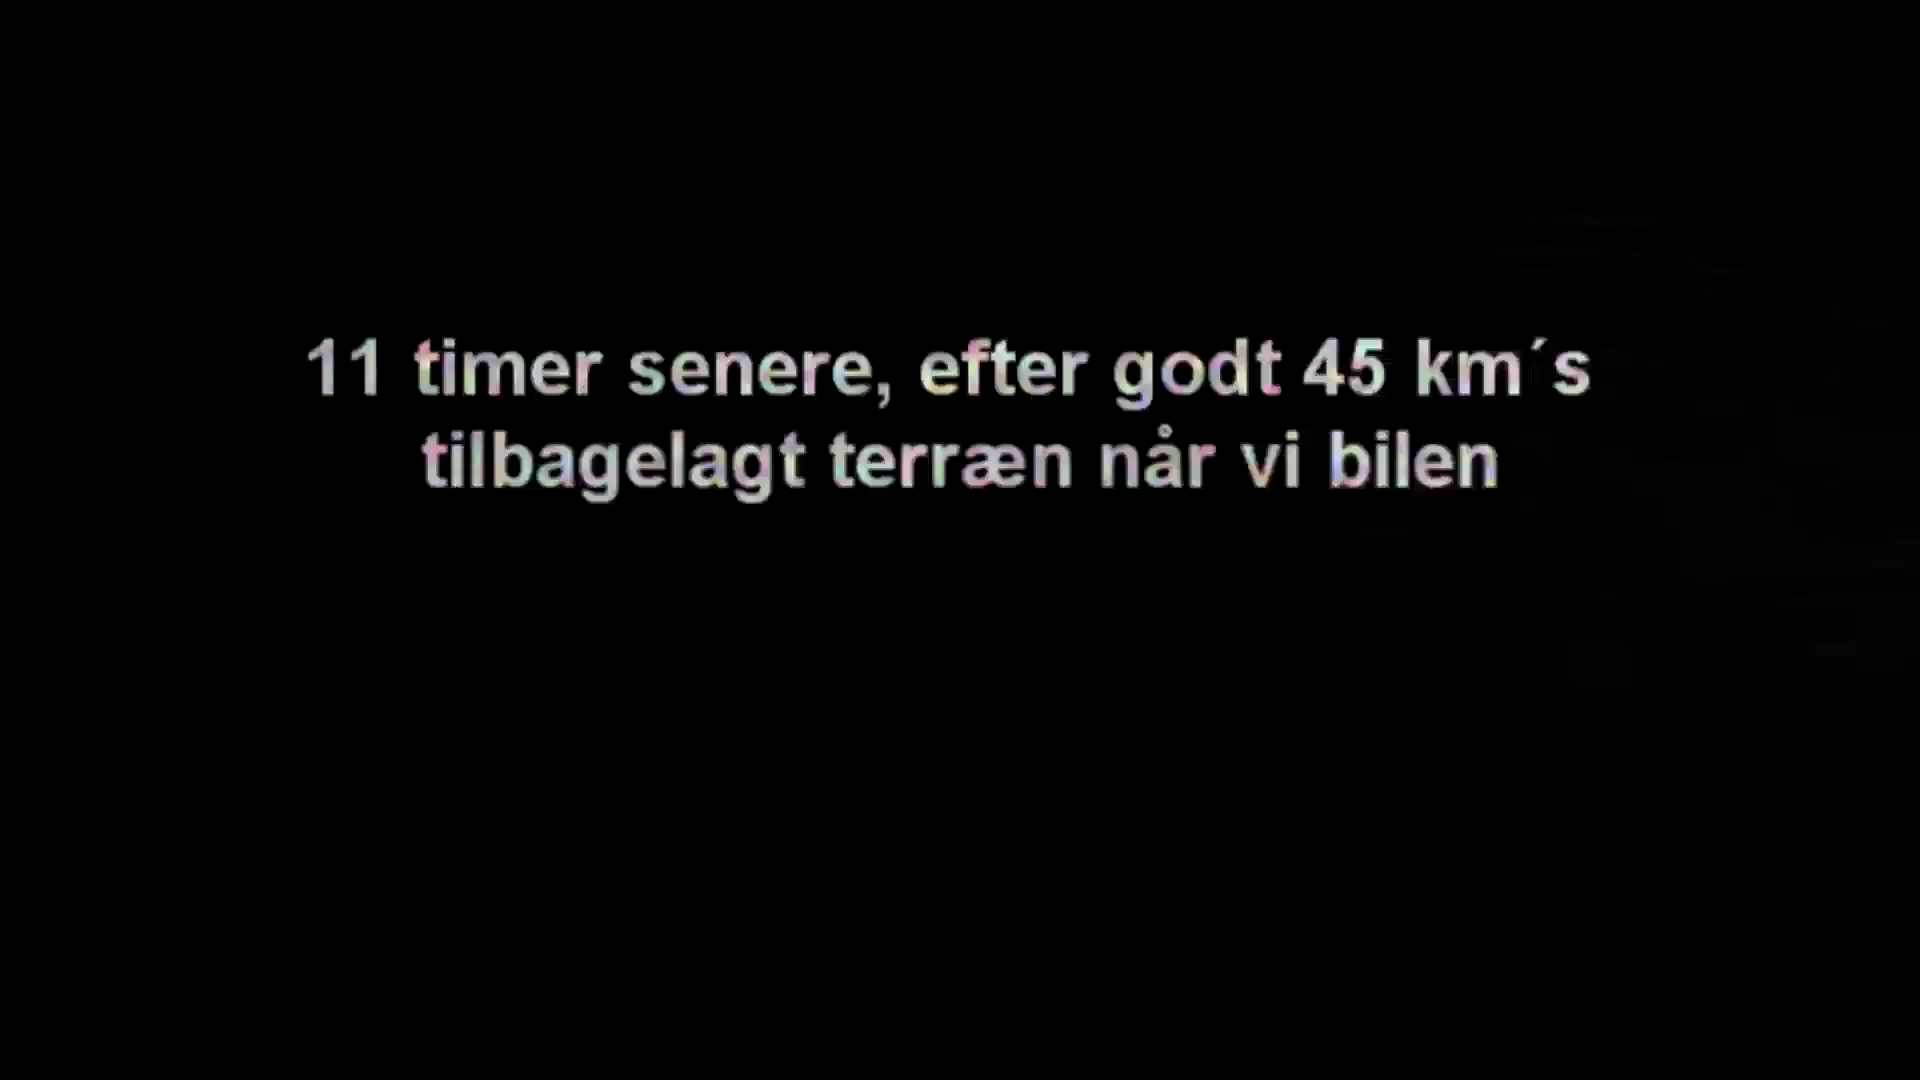 11 timer senere, efter godt 45 km´s
tilbagelagt terræn når vi bilen